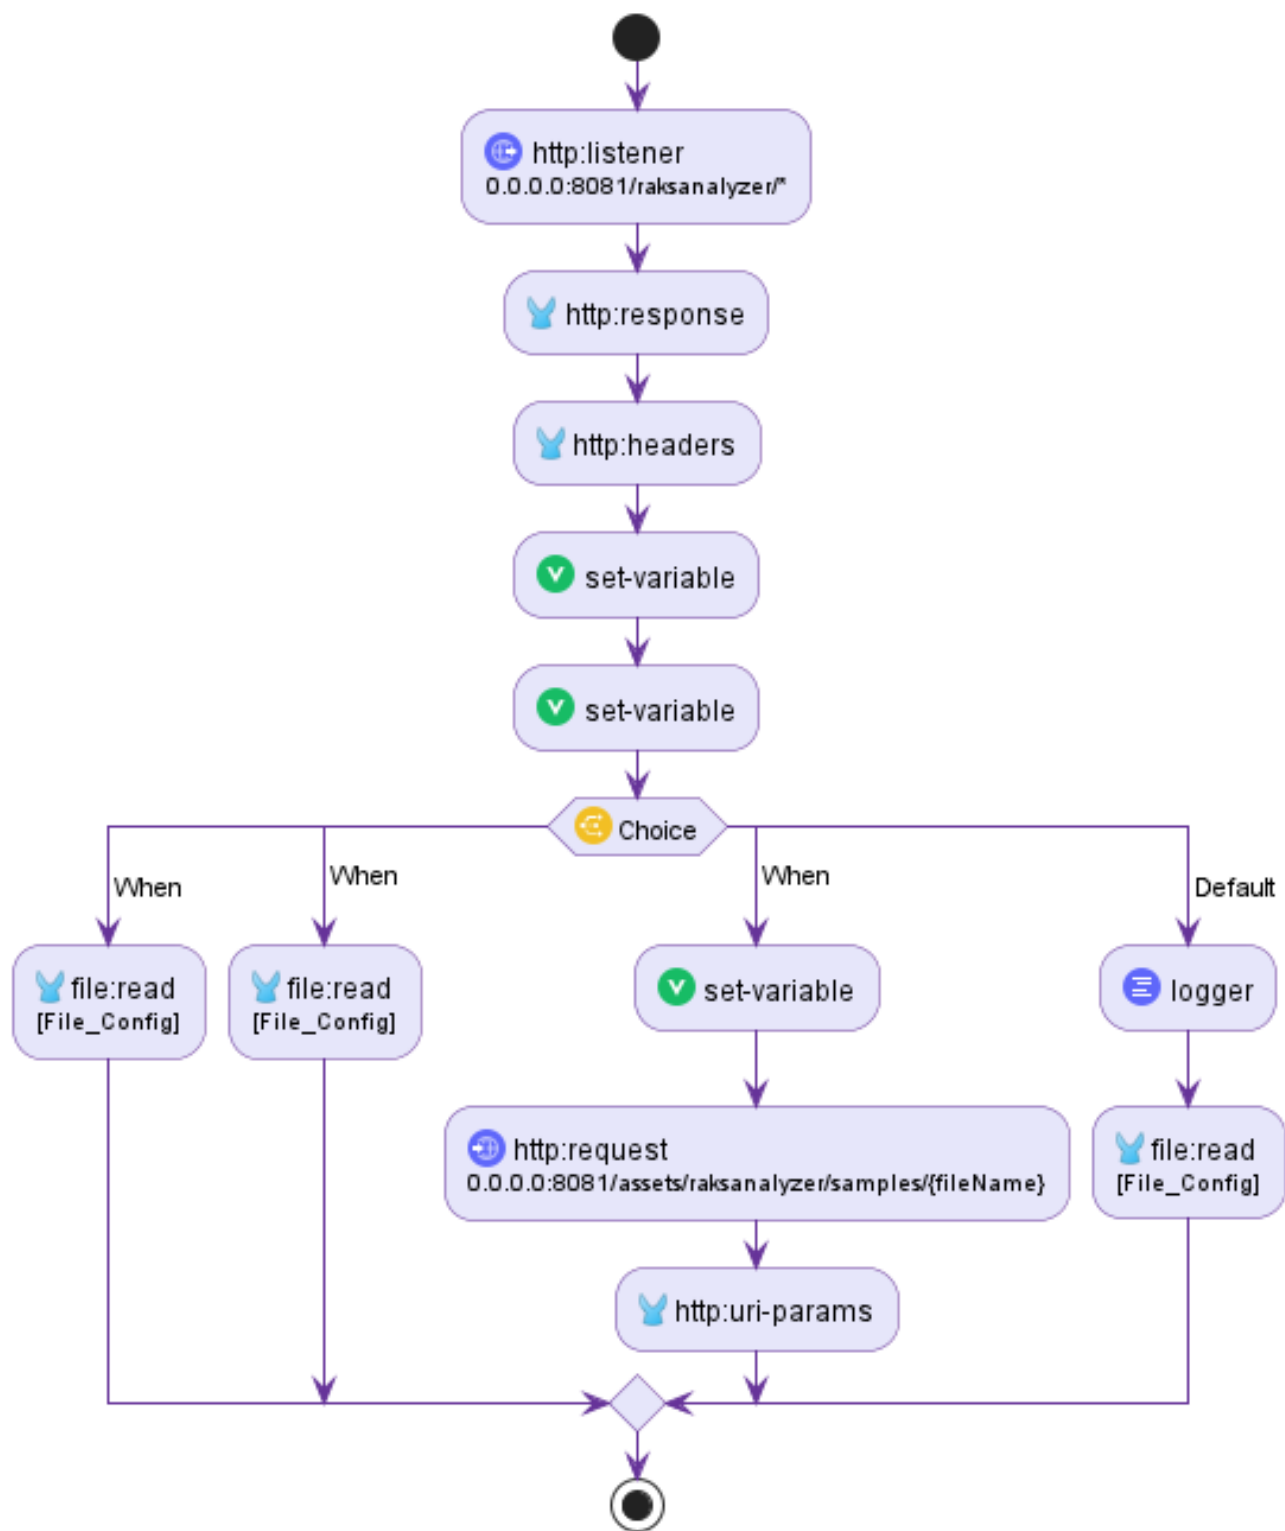 http:listener
0.0.0.0:8081/raksanalyzer/*
http:response
http:headers
set-variable
set-variable
Choice
When
When
When
Default
file:read
[File_Config]
file:read
[File_Config]
set-variable
logger
http:request
0.0.0.0:8081/assets/raksanalyzer/samples/{fileName}
file:read
[File_Config]
http:uri-params